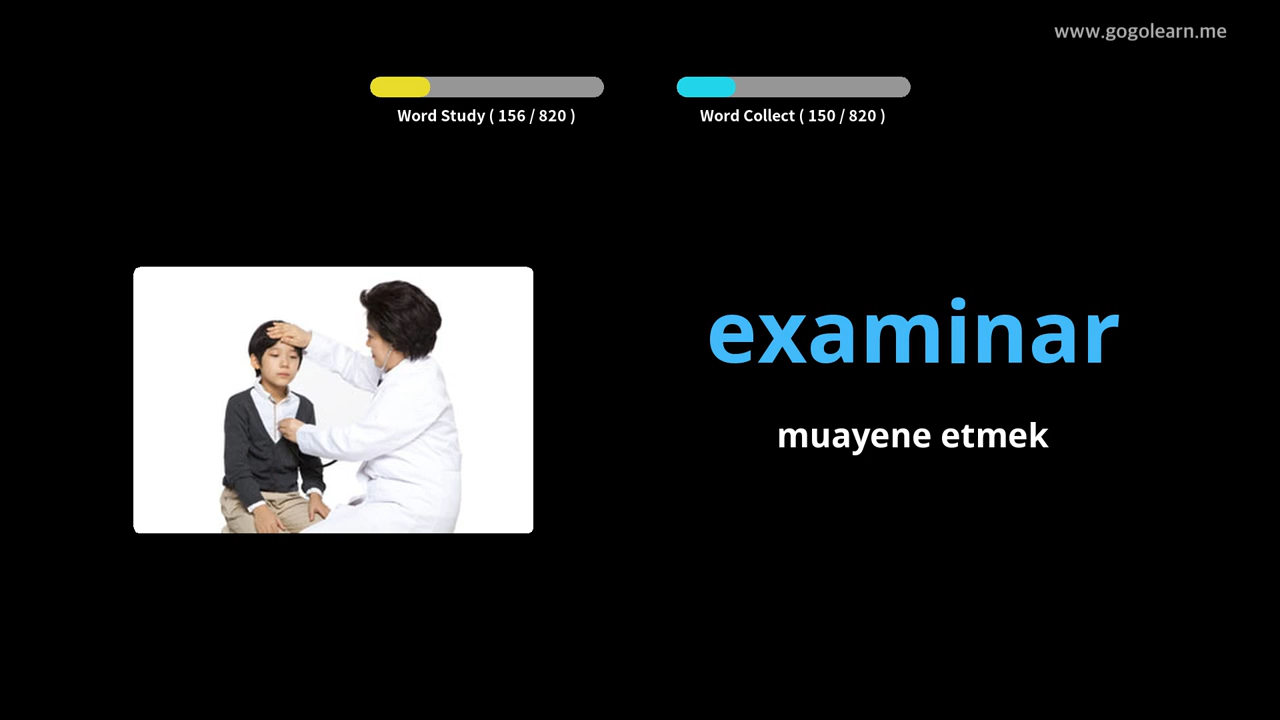 www.gogolearn.me
Word Study ( 156 / 820 )
Word Collect ( 150 / 820 )
examinar
muayene etmek